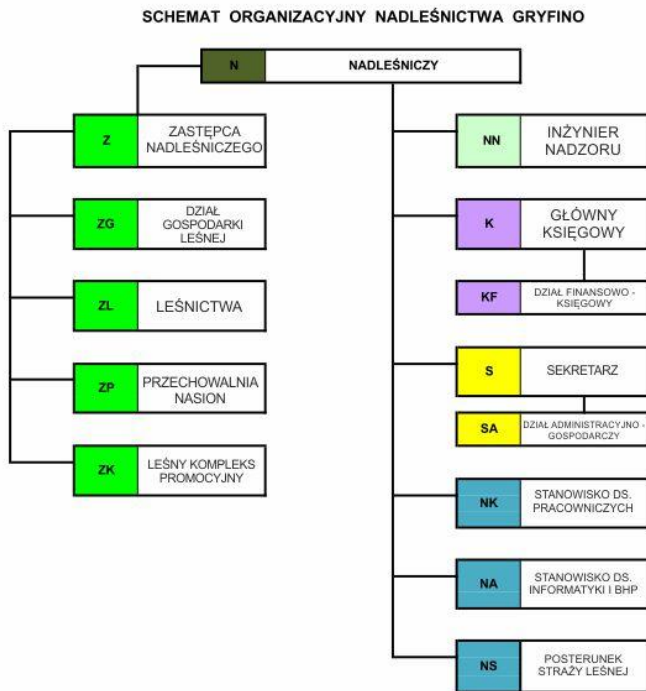 SCHEMAT ORGANIZACYJNY NADLEŚNICTWA GRYFINO
N
NADLEŚNICZY
Z
ZASTĘPCA
NADLEŚNICZEGO
ZG
DZIAŁ
GOSPODARKI
LEŚNEJ
ZL
LEŚNICTWA
ZP
PRZECHOWALNIA
NASION
ZK
LEŚNY KOMPLEKS
PROMOCYJNY
NN
INŻYNIER
NADZORU
K
GŁÓWNY
KSIĘGOWY
KF
DZIAŁ FINANSOWO -
KSIĘGOWY
S
SEKRETARZ
SA
DZIAŁ ADMINISTRACYJNO -
GOSPODARCZY
NK
STANOWISKO DS.
PRACOWNICZYCH
NA
STANOWISKO DS.
INFORMATYKI I BHP
NS
POSTERUNEK
STRAŻY LEŚNEJ